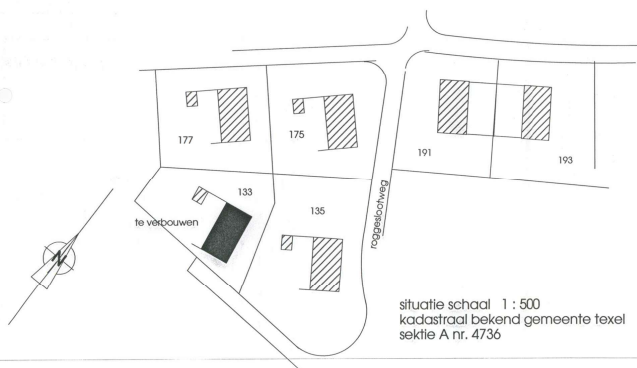 177
175
191
193
133
135
te verbouwen
roggeslootweg
N
situatie schaal 1 : 500
kadastraal bekend gemeente texel
sektie A nr. 4736